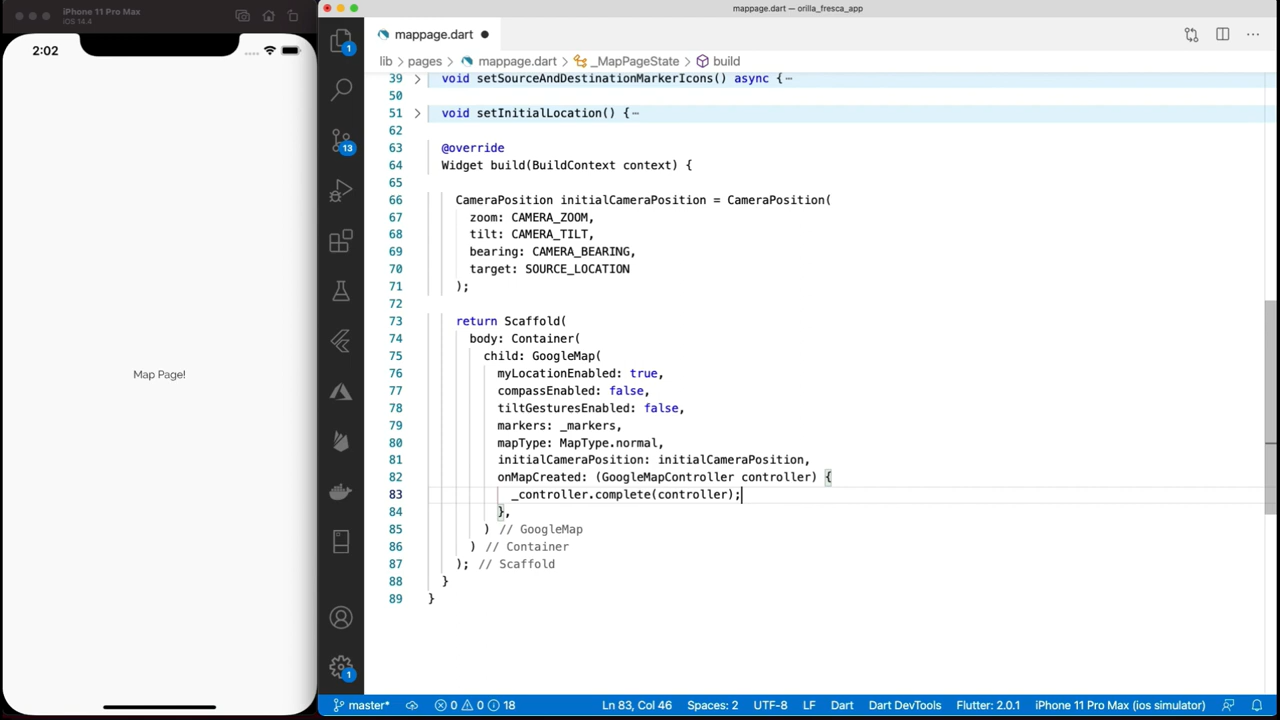 iPhone 11 Pro Max
iOS 14.4
2:02
Map Page!
mappage.dart — orilla_fresca_app
mappage.dart
lib > pages > mappage.dart > _MapPageState > build
39 void setSourceAndDestinationMarkerIcons() async {⋯
50
51 void setInitialLocation() {⋯
62
63 @override
64 Widget build(BuildContext context) {
65
66 CameraPosition initialCameraPosition = CameraPosition(
67 zoom: CAMERA_ZOOM,
68 tilt: CAMERA_TILT,
69 bearing: CAMERA_BEARING,
70 target: SOURCE_LOCATION
71 );
72
73 return Scaffold(
74 body: Container(
75 child: GoogleMap(
76 myLocationEnabled: true,
77 compassEnabled: false,
78 tiltGesturesEnabled: false,
79 markers: _markers,
80 mapType: MapType.normal,
81 initialCameraPosition: initialCameraPosition,
82 onMapCreated: (GoogleMapController controller) {
83 _controller.complete(controller);
84 },
85 ) // GoogleMap
86 ) // Container
87 ); // Scaffold
88 }
89 }
1
13
1
master* 0 0 18 Ln 83, Col 46 Spaces: 2 UTF-8 LF Dart Dart DevTools Flutter: 2.0.1 iPhone 11 Pro Max (ios simulator)